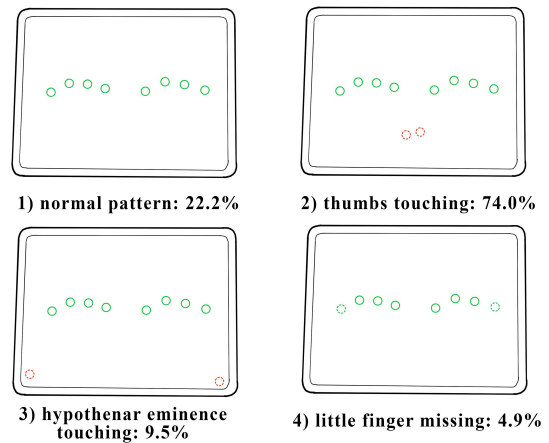 1) normal pattern: 22.2%
2) thumbs touching: 74.0%
3) hypothenar eminence
touching: 9.5%
4) little finger missing: 4.9%